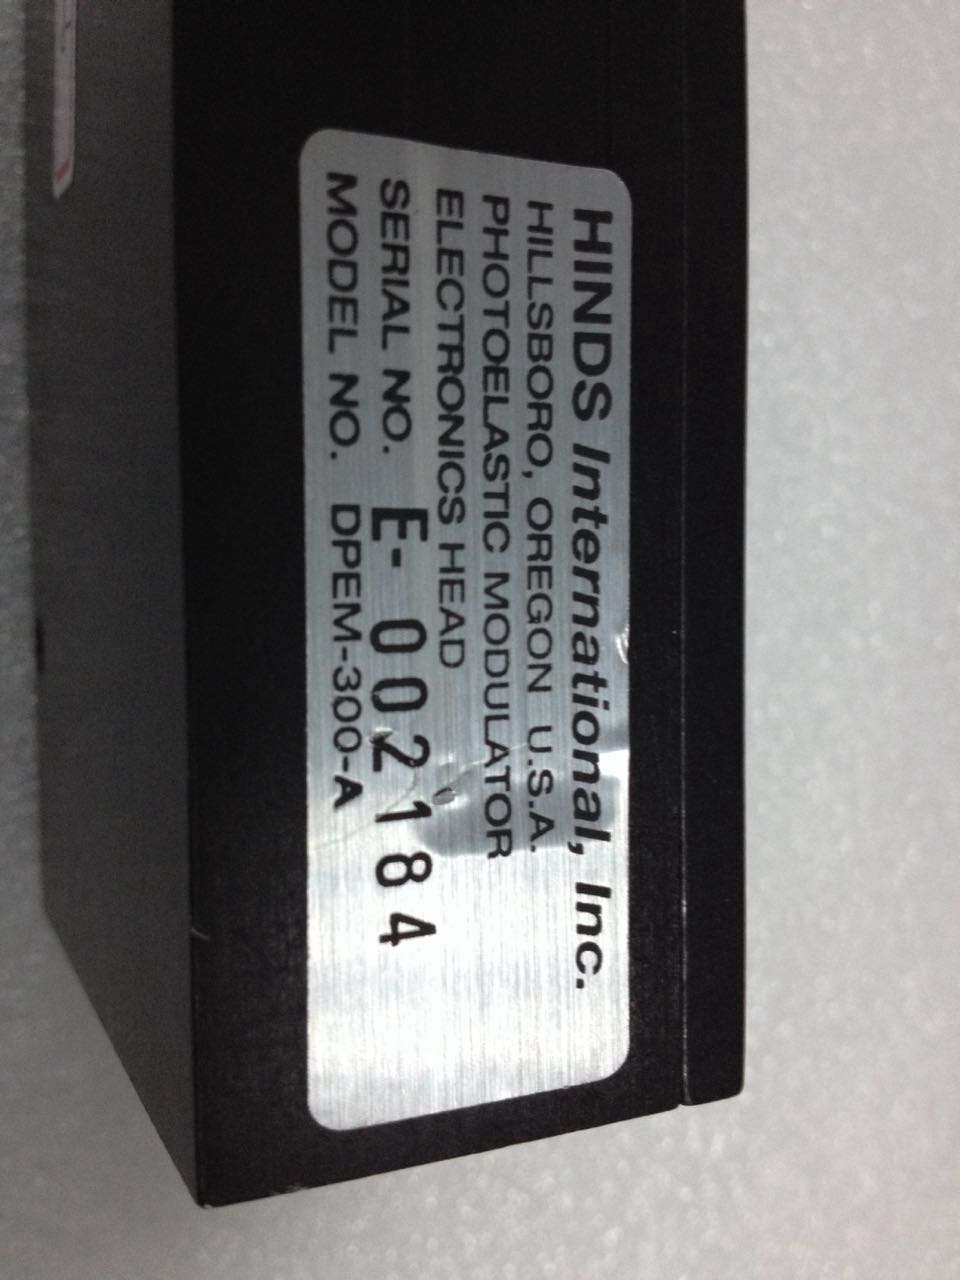 HINDS International, Inc.
HILLSBORO, OREGON U.S.A.
PHOTOELASTIC MODULATOR
ELECTRONICS HEAD
SERIAL NO. E- 002184
MODEL NO. DPEM-300-A